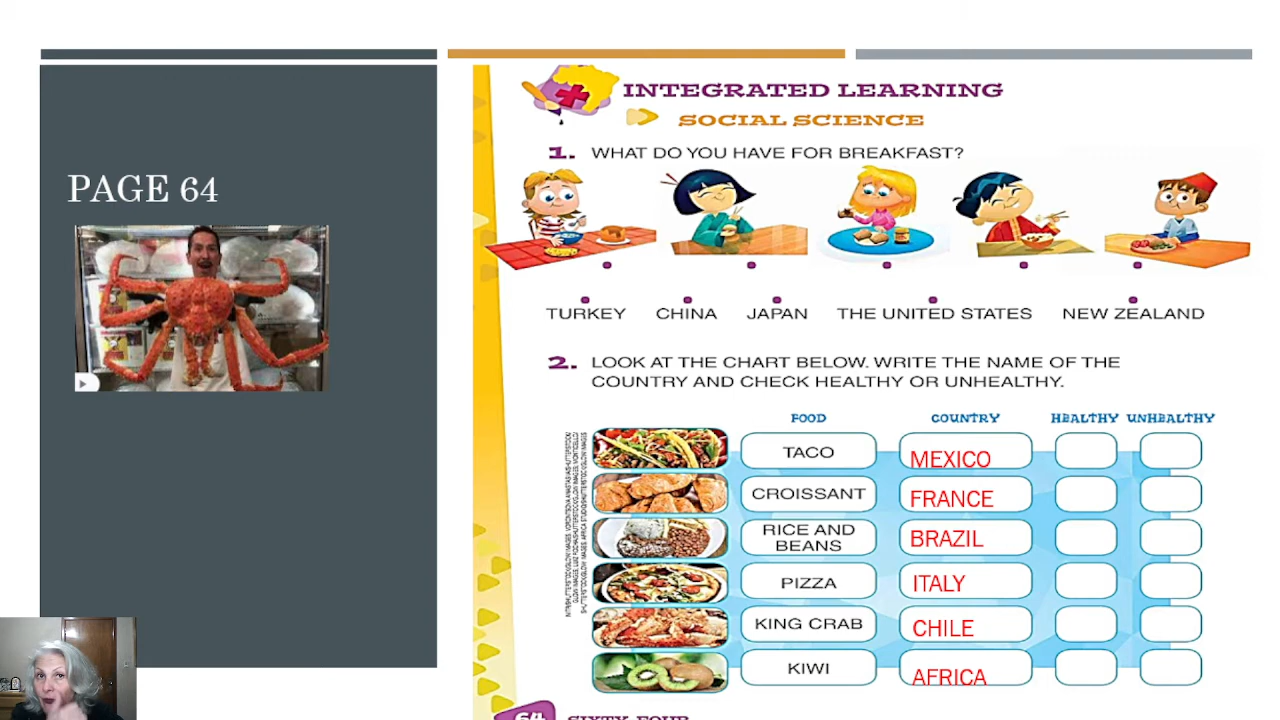 PAGE 64
INTEGRATED LEARNING
SOCIAL SCIENCE
1. WHAT DO YOU HAVE FOR BREAKFAST?
TURKEY CHINA JAPAN THE UNITED STATES NEW ZEALAND
2. LOOK AT THE CHART BELOW. WRITE THE NAME OF THE
COUNTRY AND CHECK HEALTHY OR UNHEALTHY.
FOOD COUNTRY HEALTHY UNHEALTHY
TACO MEXICO
CROISSANT FRANCE
RICE AND
BEANS BRAZIL
PIZZA ITALY
KING CRAB CHILE
KIWI AFRICA
64 SIXTY-FOUR